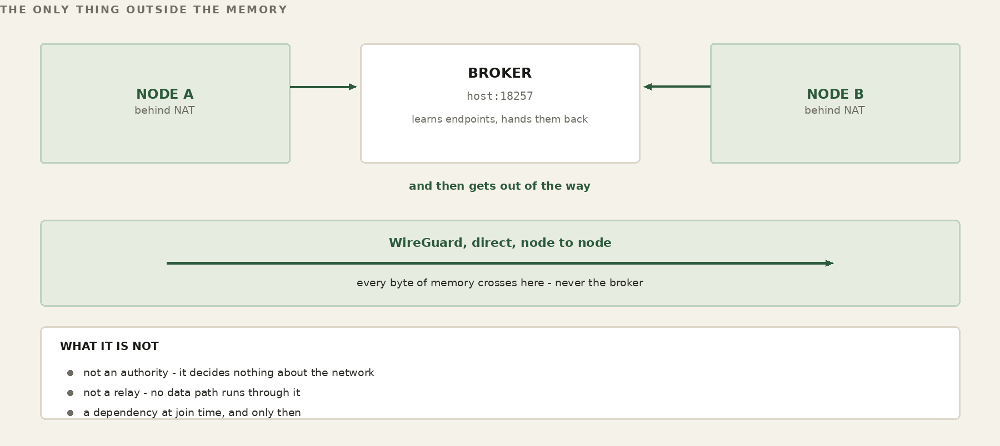 THE ONLY THING OUTSIDE THE MEMORY
NODE A
behind NAT
BROKER
host:18257
learns endpoints, hands them back
NODE B
behind NAT
and then gets out of the way
WireGuard, direct, node to node
every byte of memory crosses here - never the broker
WHAT IT IS NOT
not an authority - it decides nothing about the network
not a relay - no data path runs through it
a dependency at join time, and only then